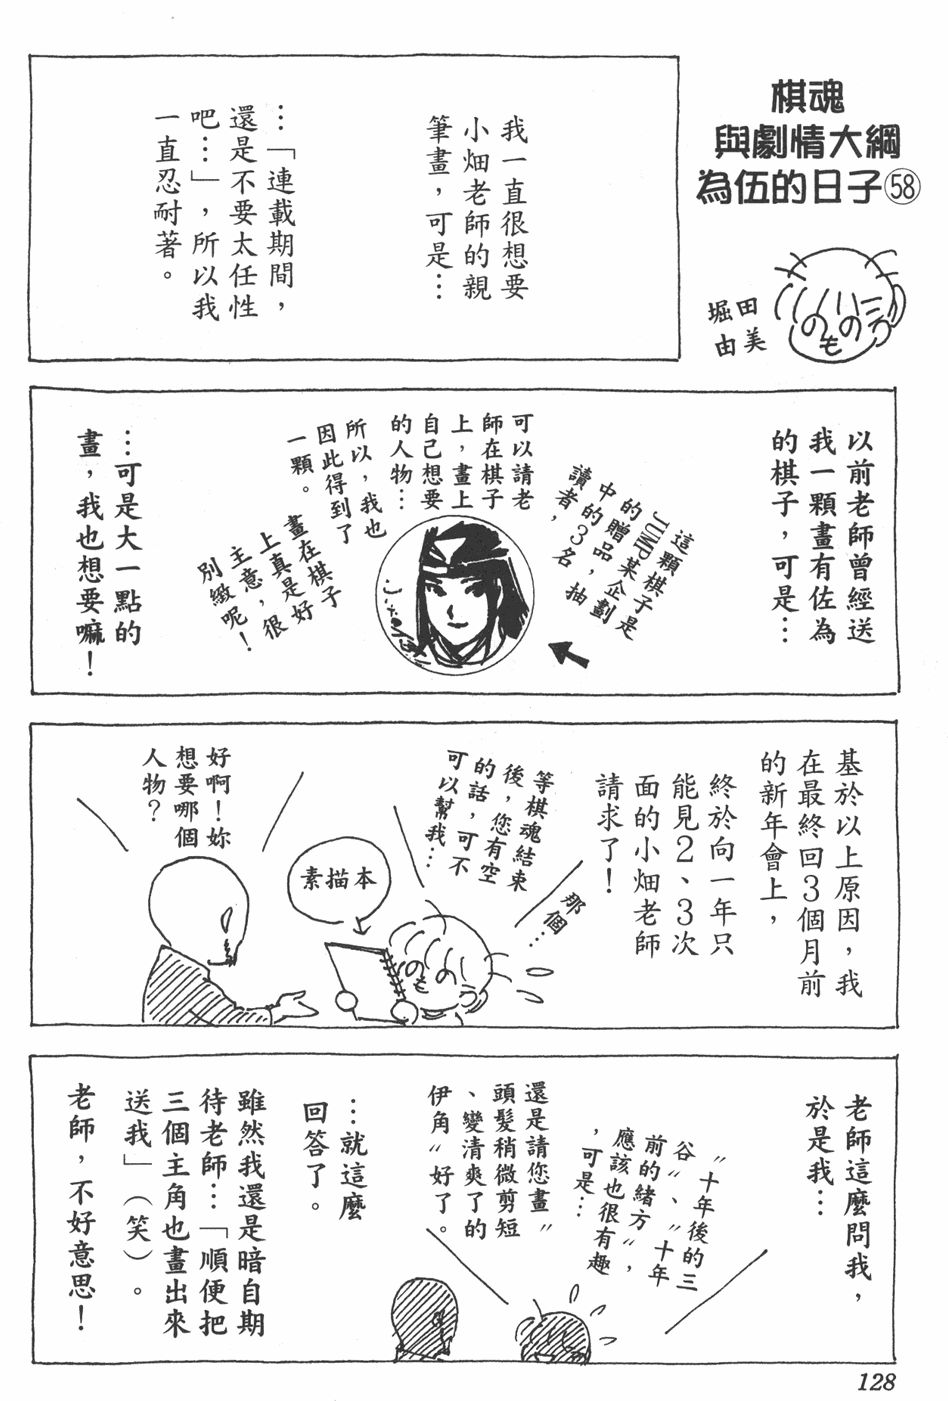 棋魂
與劇情大綱
為伍的日子58
堀田
由美
我一直很想要
小畑老師的親
筆畫，可是…
…「連載期間，
還是不要太任性
吧…」，所以我
一直忍耐著。
以前老師曾經送
我一顆畫有佐為
的棋子，可是…
這顆棋子是
JUMP某企劃
的贈品，抽
中的3名
讀者，
可以請老
師在棋子
上，畫上
自己想要
的人物…
所以，我也
因此得到了
一顆。
畫在棋子
上真是好
主意，很
別緻呢！
…可是大一點的
畫，我也想要嘛！
基於以上原因，我
在最終回3個月前
的新年會上，
終於向一年只
能見2、3次
面的小畑老師
請求了！
那個…
等棋魂結束
後，您有空
的話，可不
可以幫我…
素描本
好啊！妳
想要哪個
人物？
老師這麼問我，
於是我…
〝十年後的三
谷〞、〝十年
前的緒方〞，
應該也很有趣
，可是…
還是請您畫〝
頭髮稍微剪短
、變清爽了的
伊角〞好了。
…就這麼
回答了。
雖然我還是暗自期
待老師…「順便把
三個主角也畫出來
送我」（笑）。
老師，不好意思！
128